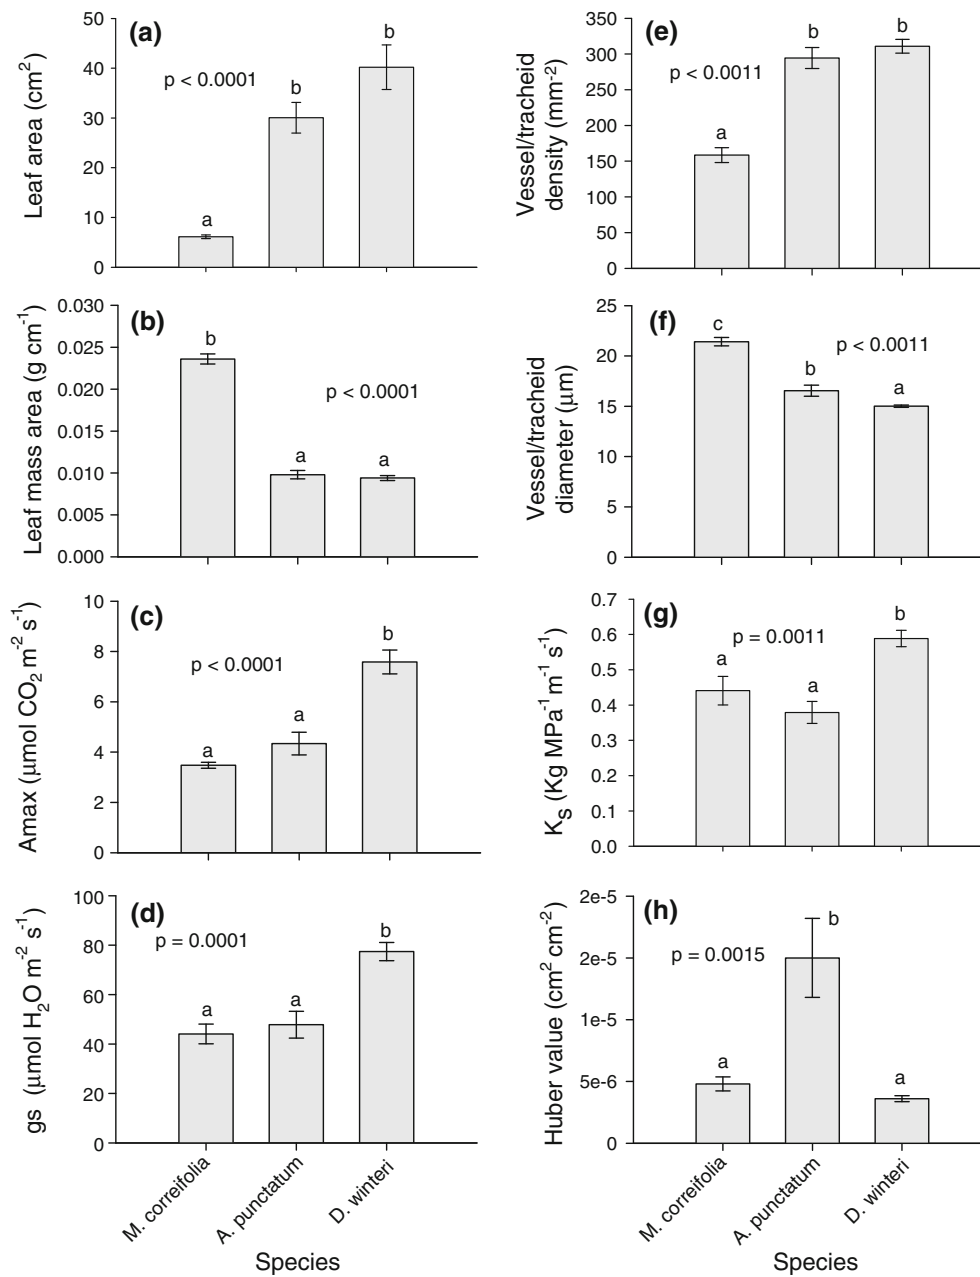 (a)
Leaf area (cm²)
50
40
30
20
10
0
p < 0.0001
a
b
b
(e)
Vessel/tracheid
density (mm⁻²)
350
300
250
200
150
100
50
0
p < 0.0011
a
b
b
(b)
Leaf mass area (g cm⁻¹)
0.030
0.025
0.020
0.015
0.010
0.005
0.000
p < 0.0001
b
a
a
(f)
Vessel/tracheid
diameter (μm)
25
20
15
10
5
0
p < 0.0011
c
b
a
(c)
Amax (μmol CO₂ m⁻² s⁻¹)
10
8
6
4
2
0
p < 0.0001
a
a
b
(g)
K_S (Kg MPa⁻¹ m⁻¹ s⁻¹)
0.7
0.6
0.5
0.4
0.3
0.2
0.1
0.0
p = 0.0011
a
a
b
(d)
gs (μmol H₂O m⁻² s⁻¹)
100
80
60
40
20
0
p = 0.0001
a
a
b
M. correifolia
A. punctatum
D. winteri
Species
(h)
Huber value (cm² cm⁻²)
2e-5
2e-5
1e-5
5e-6
0
p = 0.0015
a
b
a
M. correifolia
A. punctatum
D. winteri
Species